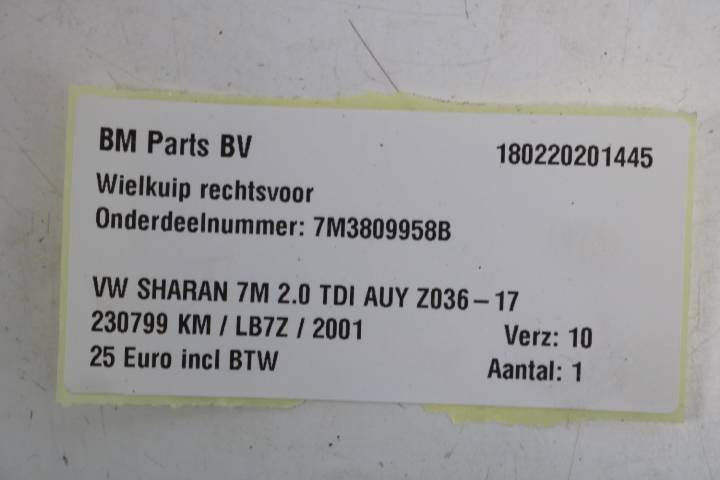 BM Parts BV 180220201445
Wielkuip rechtsvoor
Onderdeelnummer: 7M3809958B
VW SHARAN 7M 2.0 TDI AUY Z036-17
230799 KM / LB7Z / 2001 Verz: 10
25 Euro incl BTW Aantal: 1